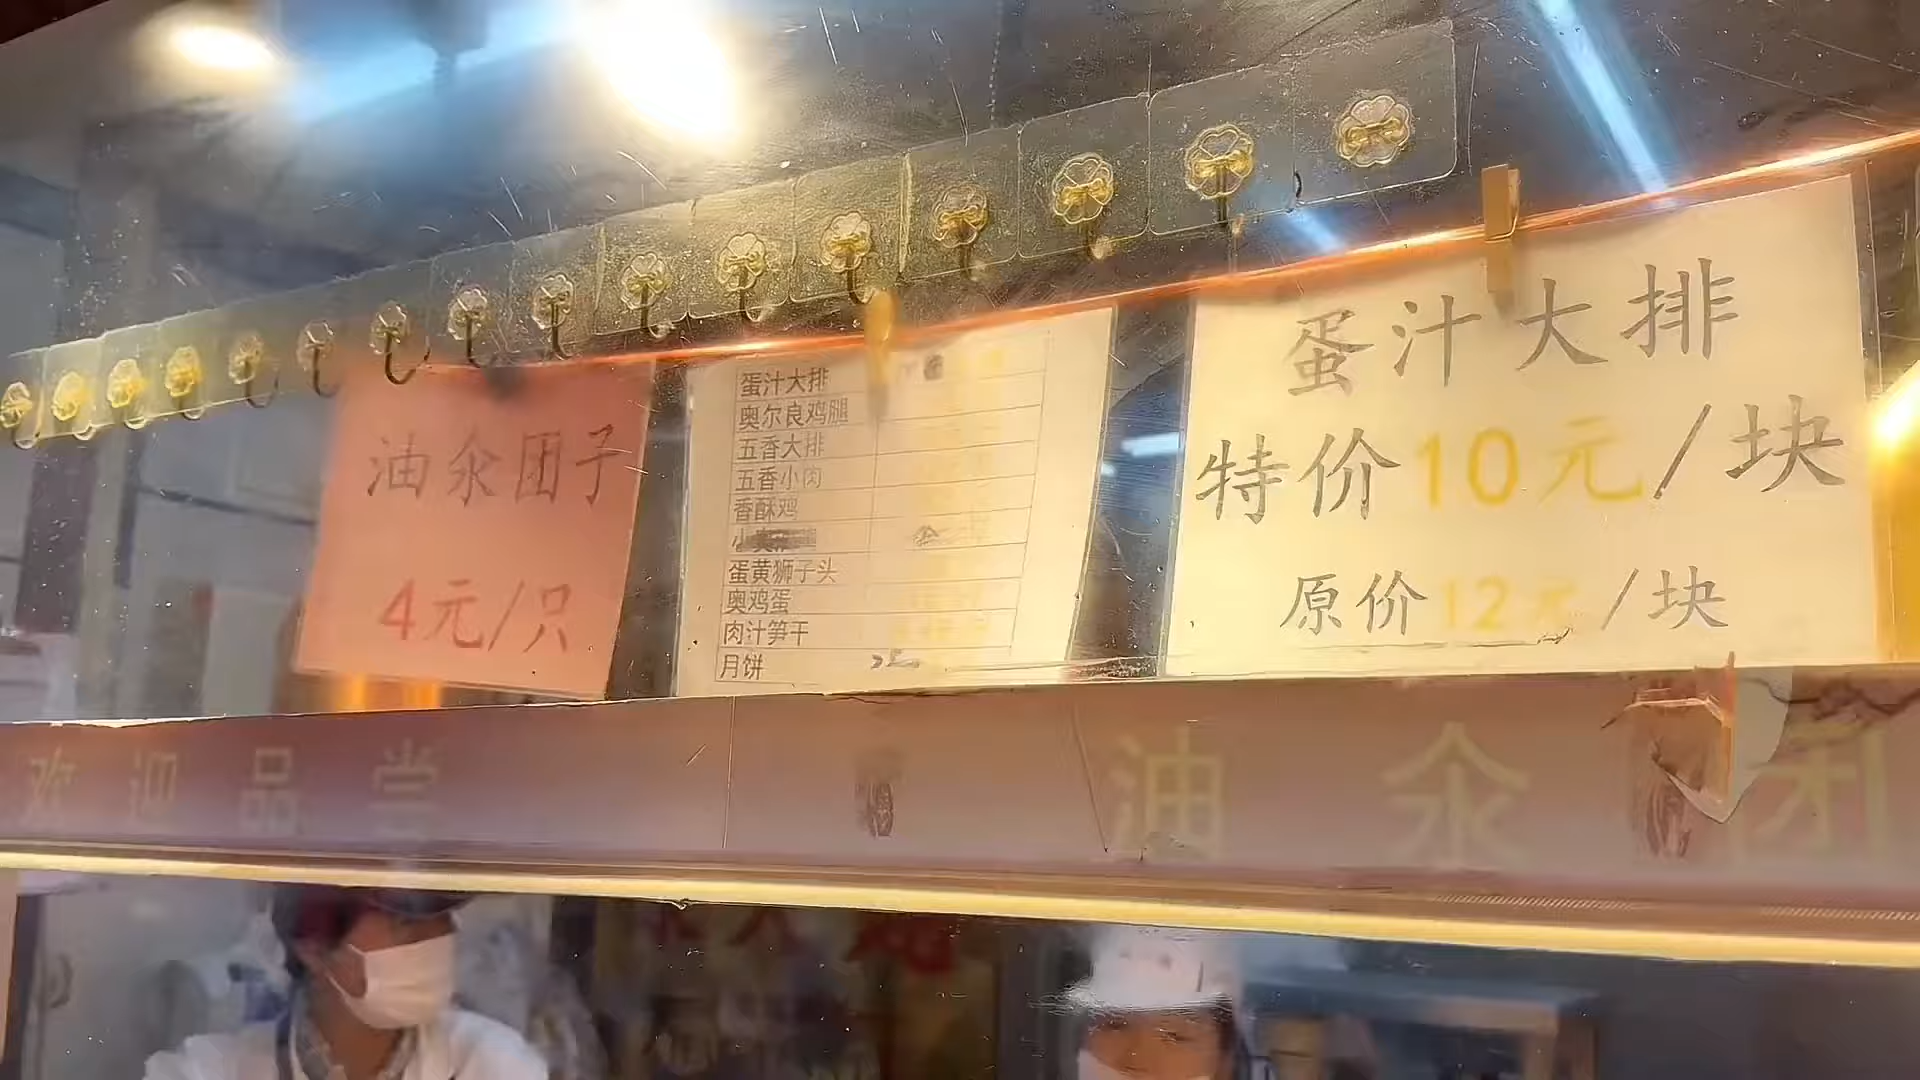 油氽团子
4元/只
蛋汁大排
奥尔良鸡腿
五香大排
五香小肉
香酥鸡
蛋黄狮子头
奥鸡蛋
肉汁笋干
月饼
蛋汁大排
特价10元/块
原价12元/块
欢迎品尝
油氽团